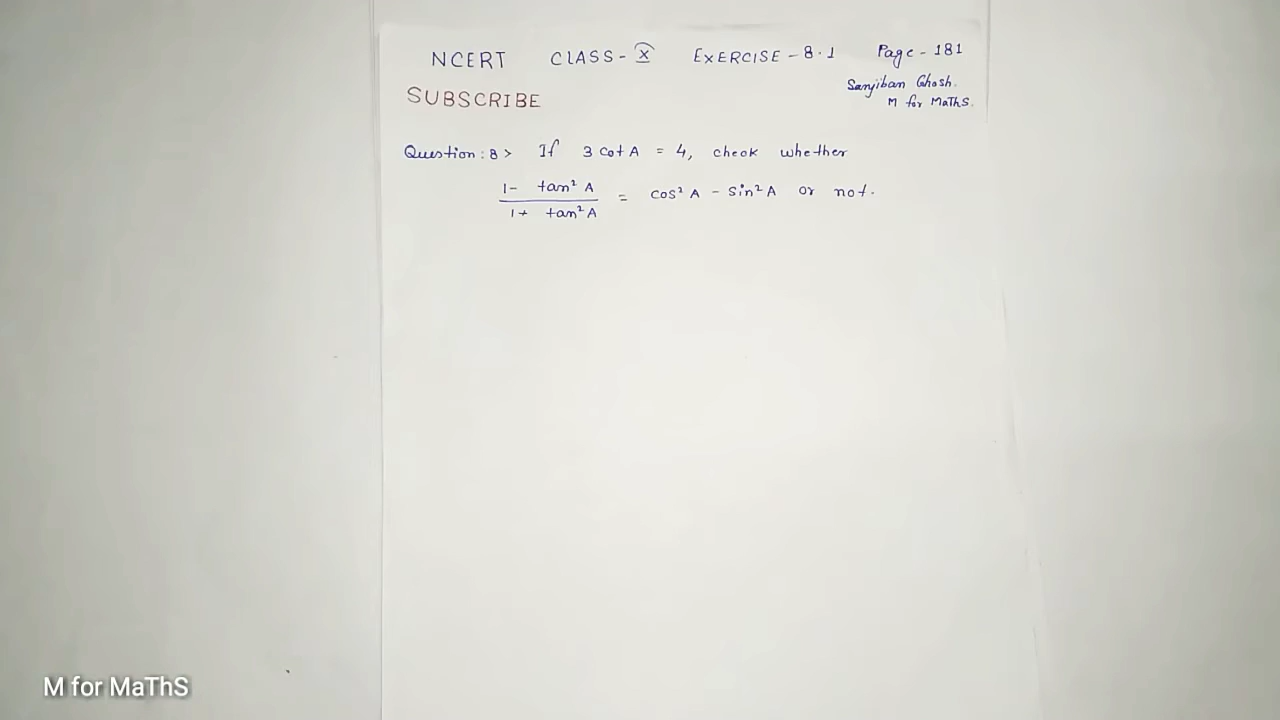 NCERT CLASS-X EXERCISE-8.1 Page-181
Sanjiban Ghosh.
SUBSCRIBE
M for MaThS.
Question:8> If 3 cot A = 4, check whether
1- tan² A
= cos² A - Sin² A or not.
1+ tan² A
M for MaThS